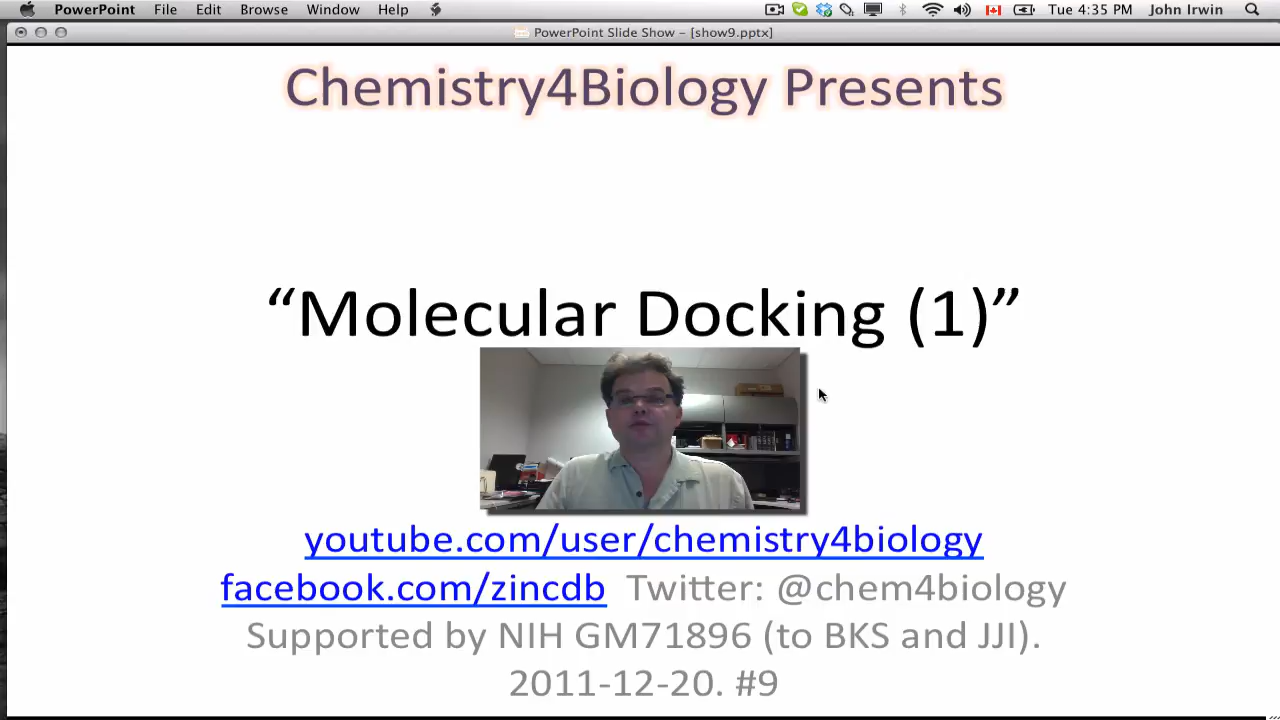 PowerPoint File Edit Browse Window Help Tue 4:35 PM John Irwin
PowerPoint Slide Show – [show9.pptx]
Chemistry4Biology Presents
“Molecular Docking (1)”
youtube.com/user/chemistry4biology
facebook.com/zincdb Twitter: @chem4biology
Supported by NIH GM71896 (to BKS and JJI).
2011-12-20. #9